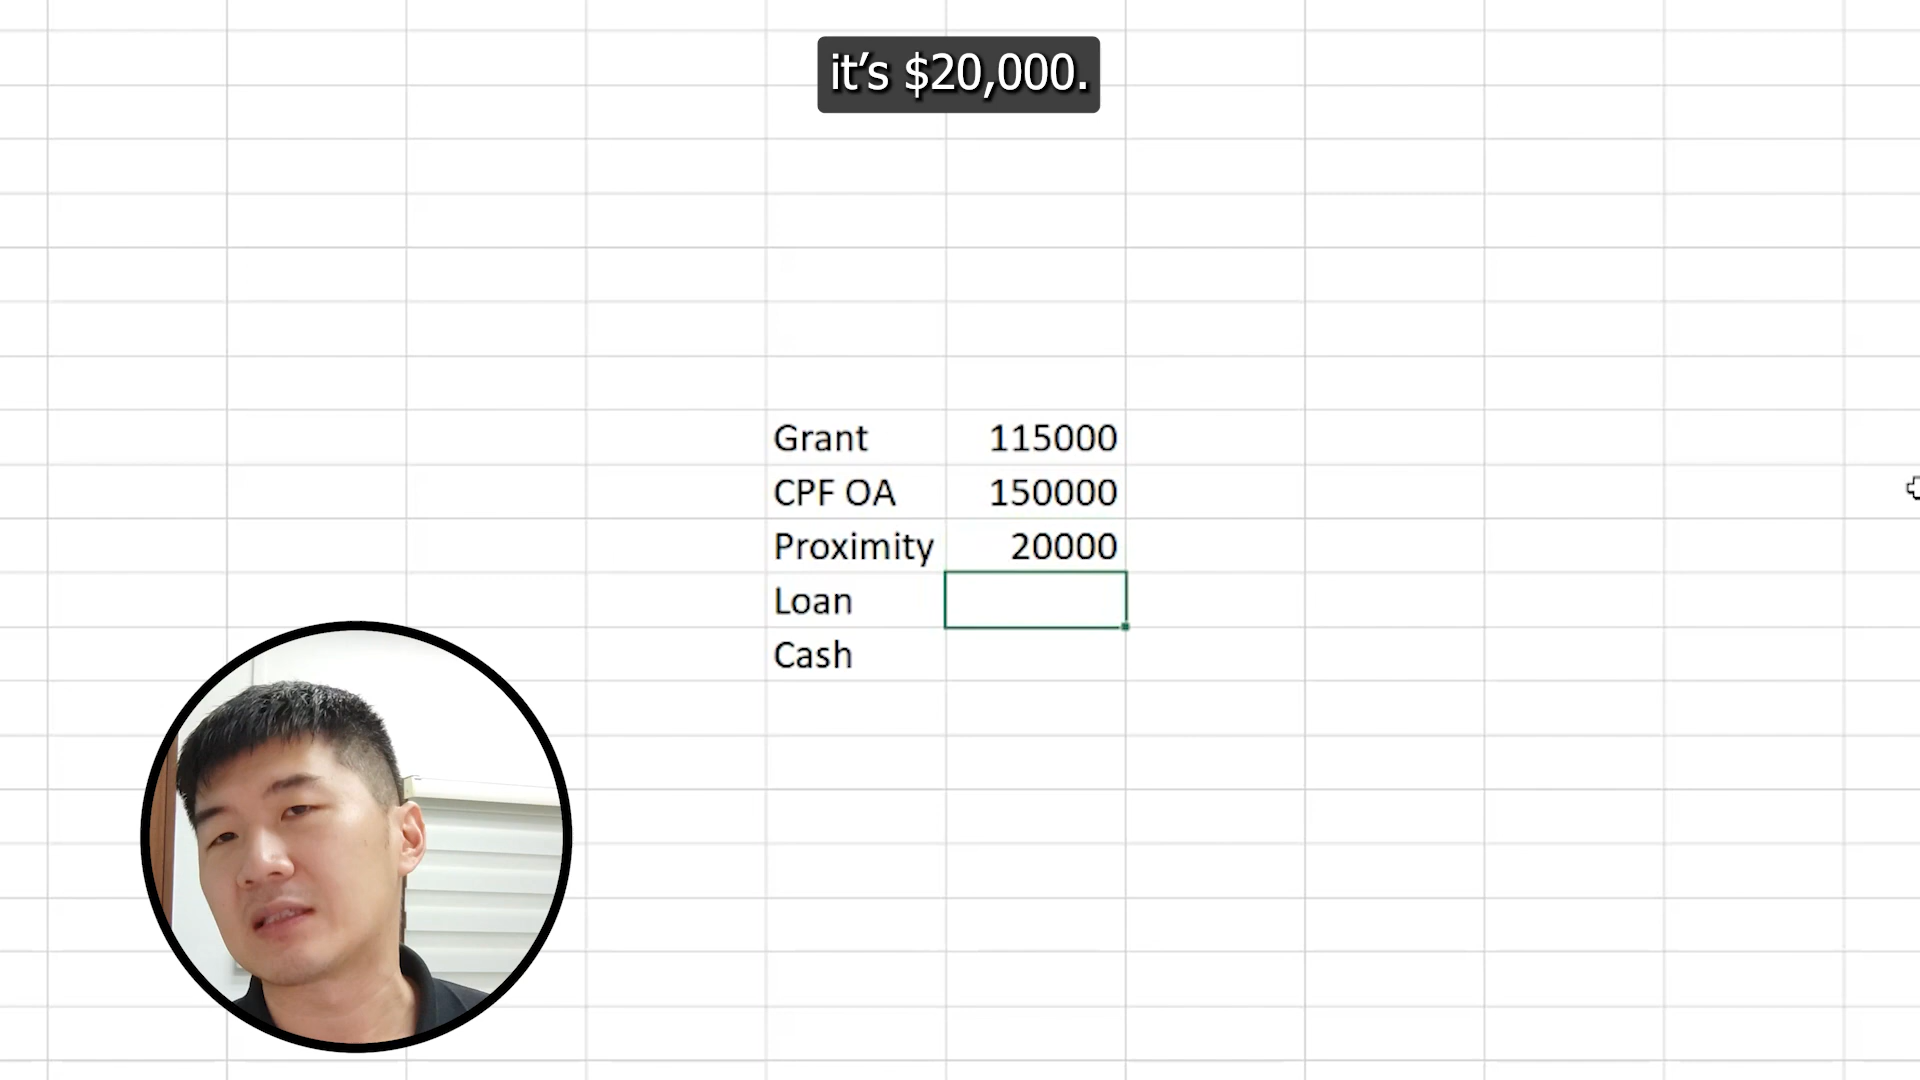 it’s $20,000.
Grant 115000
CPF OA 150000
Proximity 20000
Loan
Cash